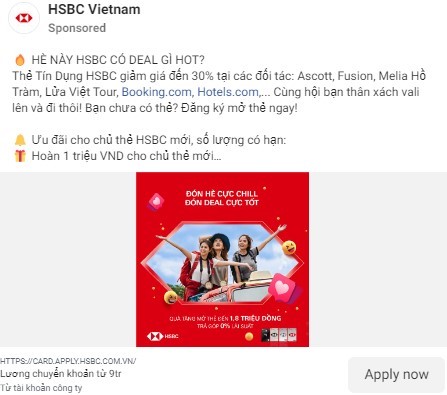 HSBC Vietnam
Sponsored
🔥 HÈ NÀY HSBC CÓ DEAL GÌ HOT?
Thẻ Tín Dụng HSBC giảm giá đến 30% tại các đối tác: Ascott, Fusion, Melia Hồ
Tràm, Lửa Việt Tour, Booking.com, Hotels.com,... Cùng hội bạn thân xách vali
lên và đi thôi! Bạn chưa có thẻ? Đăng ký mở thẻ ngay!
🔔 Ưu đãi cho chủ thẻ HSBC mới, số lượng có hạn:
🎁 Hoàn 1 triệu VND cho chủ thẻ mới...
ĐÓN HÈ CỰC CHILL
ĐÓN DEAL CỰC TỐT
QUÀ TẶNG MỞ THẺ ĐẾN 1.8 TRIỆU ĐỒNG
TRẢ GÓP 0% LÃI SUẤT
HSBC
HTTPS://CARD.APPLY.HSBC.COM.VN/
Lương chuyển khoản từ 9tr
Từ tài khoản công ty
Apply now